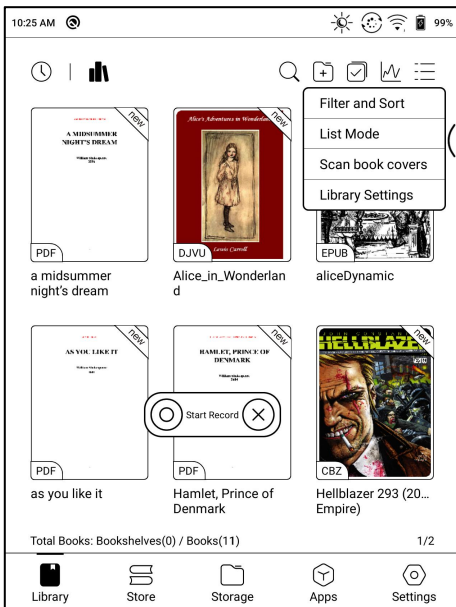 10:25 AM
99%
Filter and Sort
List Mode
Scan book covers
Library Settings
new
A MIDSUMMER
NIGHT'S DREAM
PDF
a midsummer
night's dream
new
Alice's Adventures in Wonderland
Lewis Carroll
DJVU
Alice_in_Wonderlan
d
EPUB
aliceDynamic
new
AS YOU LIKE IT
PDF
as you like it
new
HAMLET, PRINCE OF
DENMARK
PDF
Hamlet, Prince of
Denmark
Start Record
new
HELLBLAZE
CBZ
Hellblazer 293 (20...
Empire)
Total Books: Bookshelves(0) / Books(11)
1/2
Library
Store
Storage
Apps
Settings